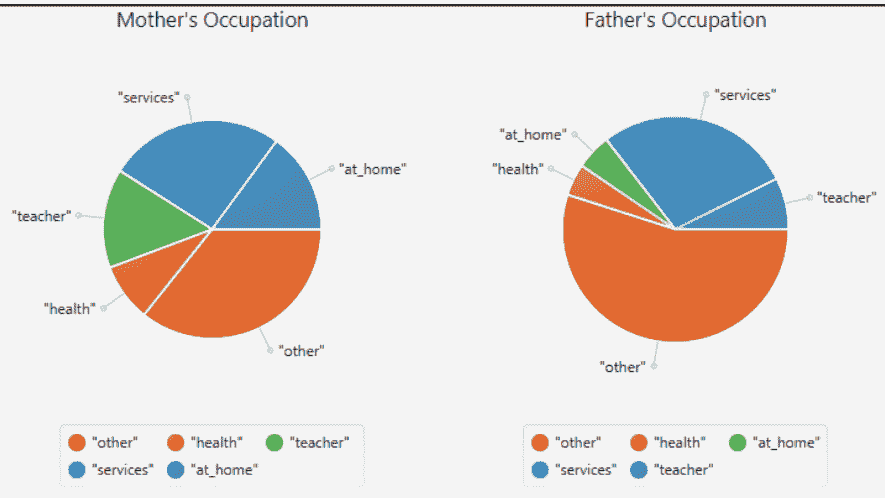 Mother's Occupation
"services"
"at_home"
"teacher"
"health"
"other"
"other" "health" "teacher"
"services" "at_home"
Father's Occupation
"services"
"at_home"
"health"
"teacher"
"other"
"other" "health" "at_home"
"services" "teacher"